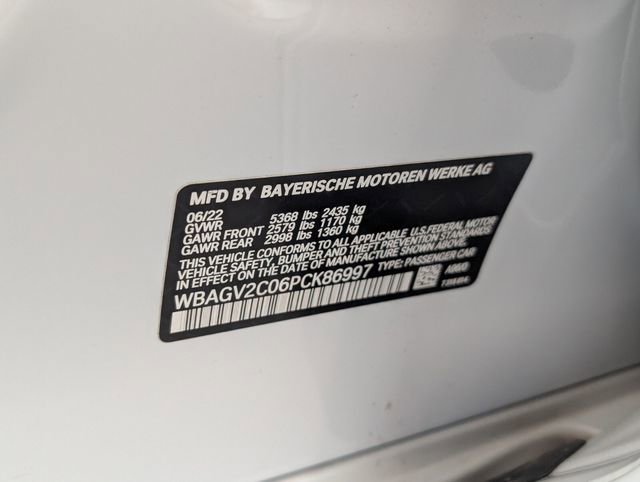 MFD BY BAYERISCHE MOTOREN WERKE AG
06/22
GVWR 5368 lbs 2435 kg
GAWR FRONT 2579 lbs 1170 kg
GAWR REAR 2998 lbs 1360 kg
THIS VEHICLE CONFORMS TO ALL APPLICABLE U.S. FEDERAL MOTOR
VEHICLE SAFETY, BUMPER AND THEFT PREVENTION STANDARDS
IN EFFECT ON THE DATE OF MANUFACTURE SHOWN ABOVE.
WBAGV2C06PCK86997 TYPE: PASSENGER CAR